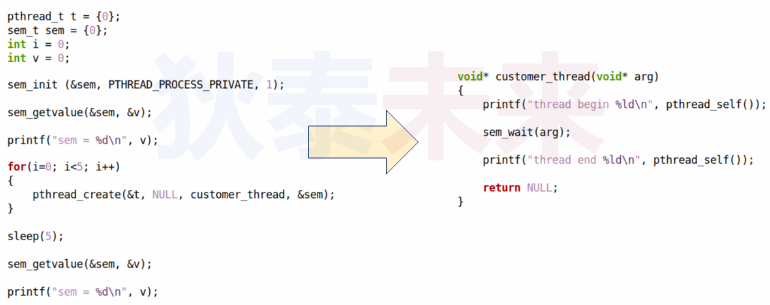 pthread_t t = {0};
sem_t sem = {0};
int i = 0;
int v = 0;
sem_init (&sem, PTHREAD_PROCESS_PRIVATE, 1);
sem_getvalue(&sem, &v);
printf("sem = %d\n", v);
for(i=0; i<5; i++)
{
    pthread_create(&t, NULL, customer_thread, &sem);
}
sleep(5);
sem_getvalue(&sem, &v);
printf("sem = %d\n", v);
void* customer_thread(void* arg)
{
    printf("thread begin %ld\n", pthread_self());
    sem_wait(arg);
    printf("thread end %ld\n", pthread_self());
    return NULL;
}
狄泰未来